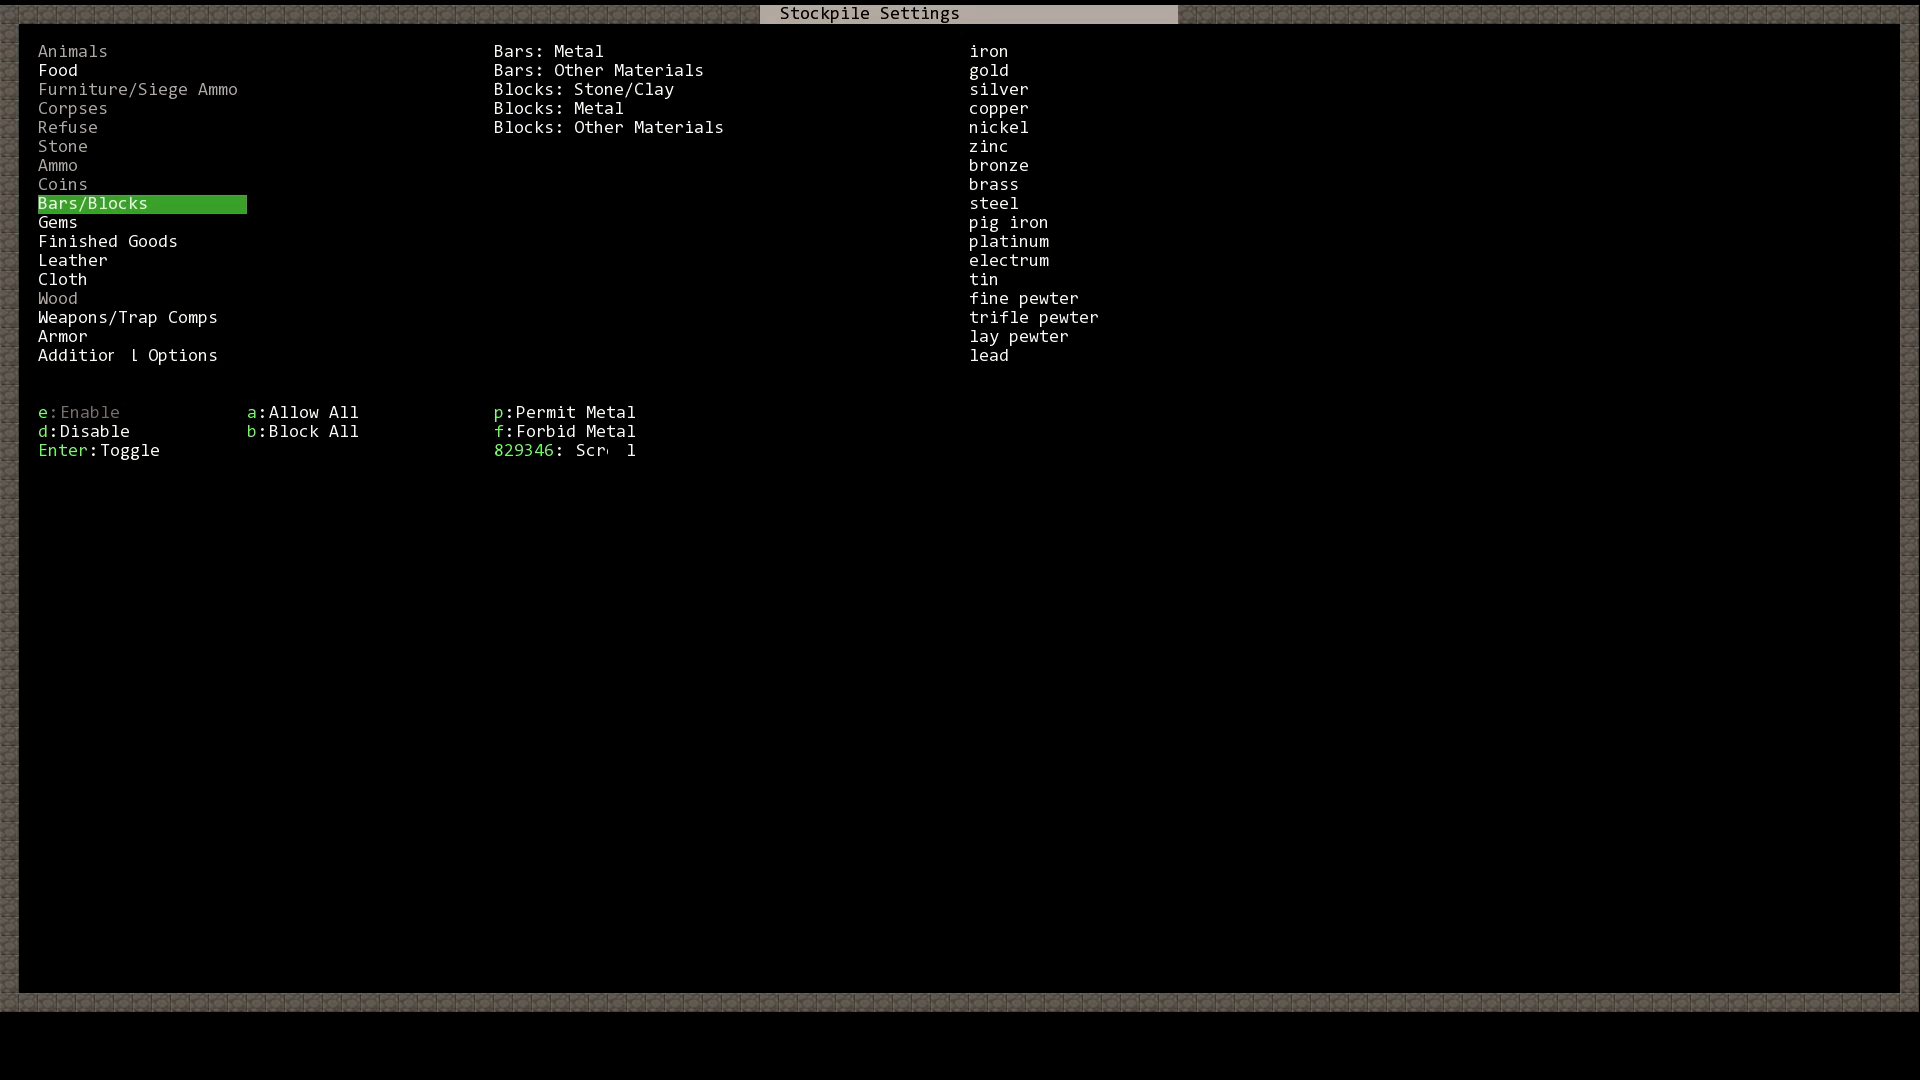 Stockpile Settings
Animals
Food
Furniture/Siege Ammo
Corpses
Refuse
Stone
Ammo
Coins
Bars/Blocks
Gems
Finished Goods
Leather
Cloth
Wood
Weapons/Trap Comps
Armor
Options
Bars: Metal
Bars: Other Materials
Blocks: Stone/Clay
Blocks: Metal
Blocks: Other Materials
iron
gold
silver
copper
nickel
zinc
bronze
brass
steel
pig iron
platinum
electrum
tin
fine pewter
trifle pewter
lay pewter
lead
e:Enable
d:Disable
Enter:Toggle
a:Allow All
b:Block All
p:Permit Metal
f:Forbid Metal
829346: